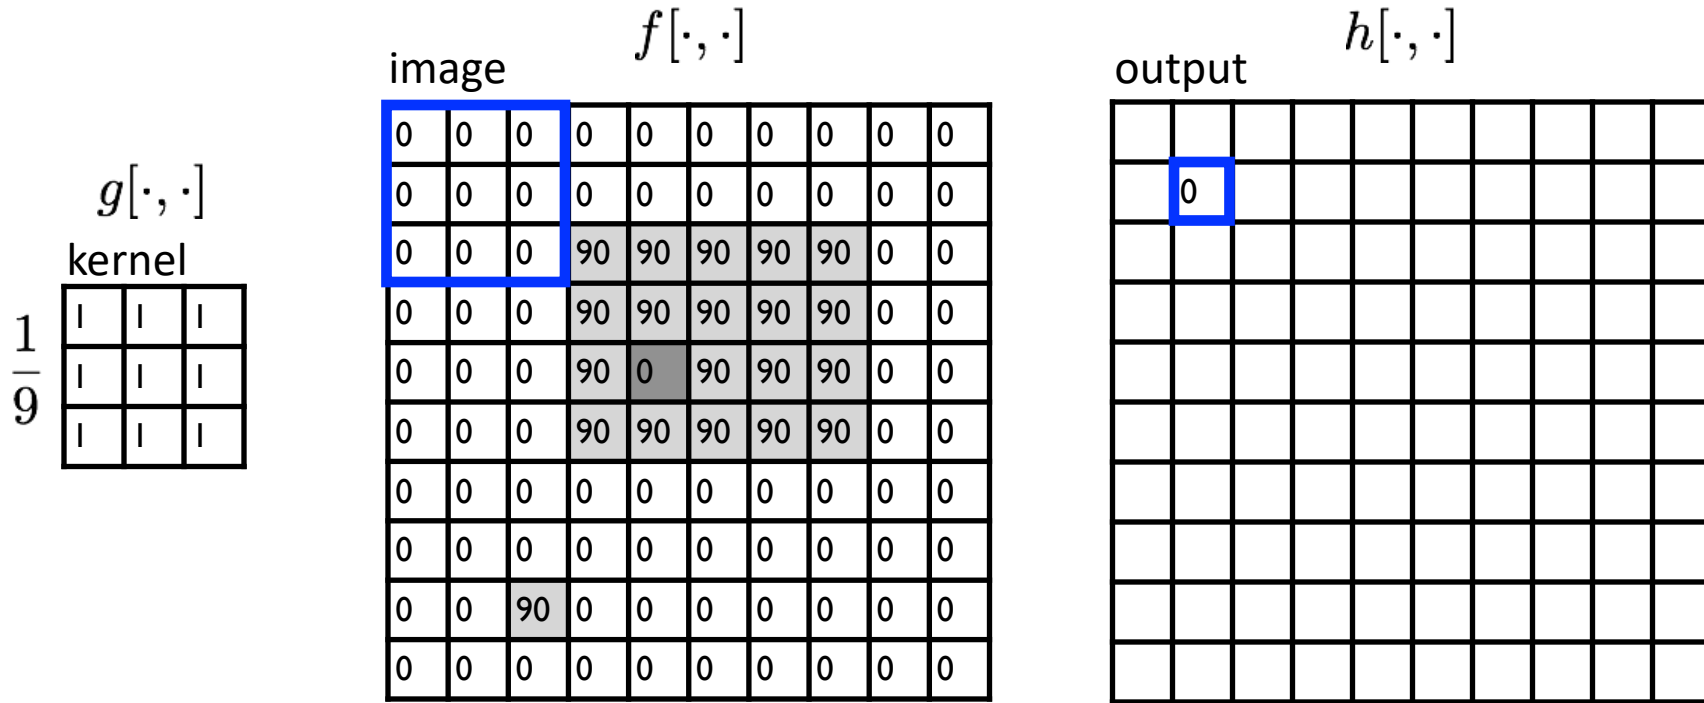 f[·, ·]
h[·, ·]
image
output
g[·, ·]
kernel
1/9
1 1 1
1 1 1
1 1 1
0 0 0 0 0 0 0 0 0 0
0 0 0 0 0 0 0 0 0 0
0 0 0 90 90 90 90 90 0 0
0 0 0 90 90 90 90 90 0 0
0 0 0 90 0 90 90 90 0 0
0 0 0 90 90 90 90 90 0 0
0 0 0 0 0 0 0 0 0 0
0 0 0 0 0 0 0 0 0 0
0 0 90 0 0 0 0 0 0 0
0 0 0 0 0 0 0 0 0 0
0